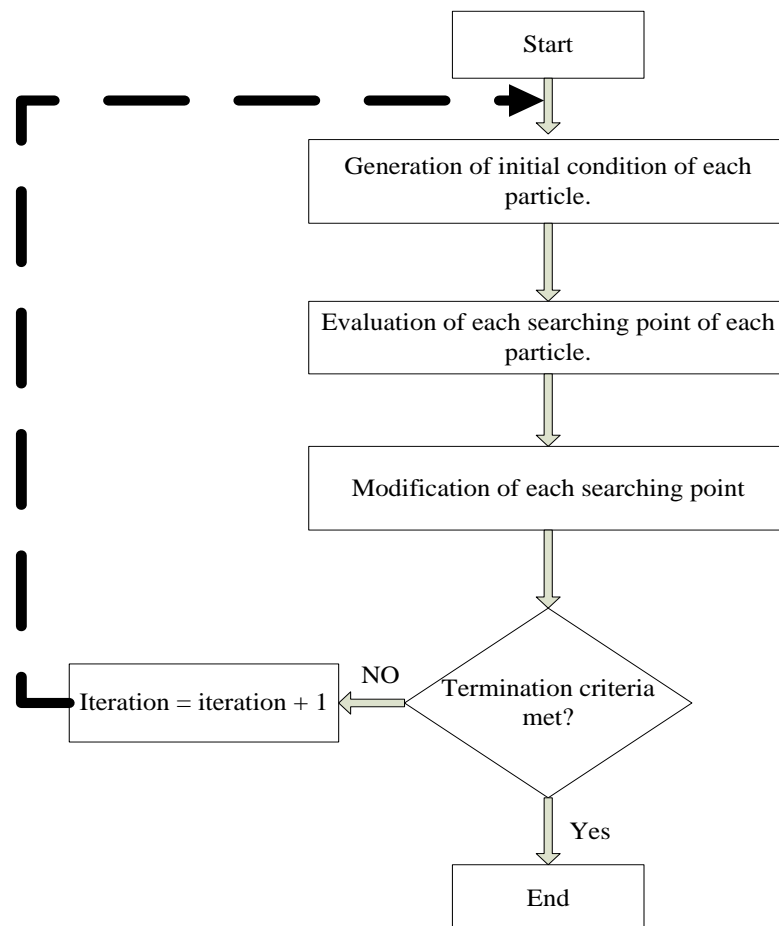 Start
Generation of initial condition of each
particle.
Evaluation of each searching point of each
particle.
Modification of each searching point
Termination criteria
met?
NO
Iteration = iteration + 1
Yes
End